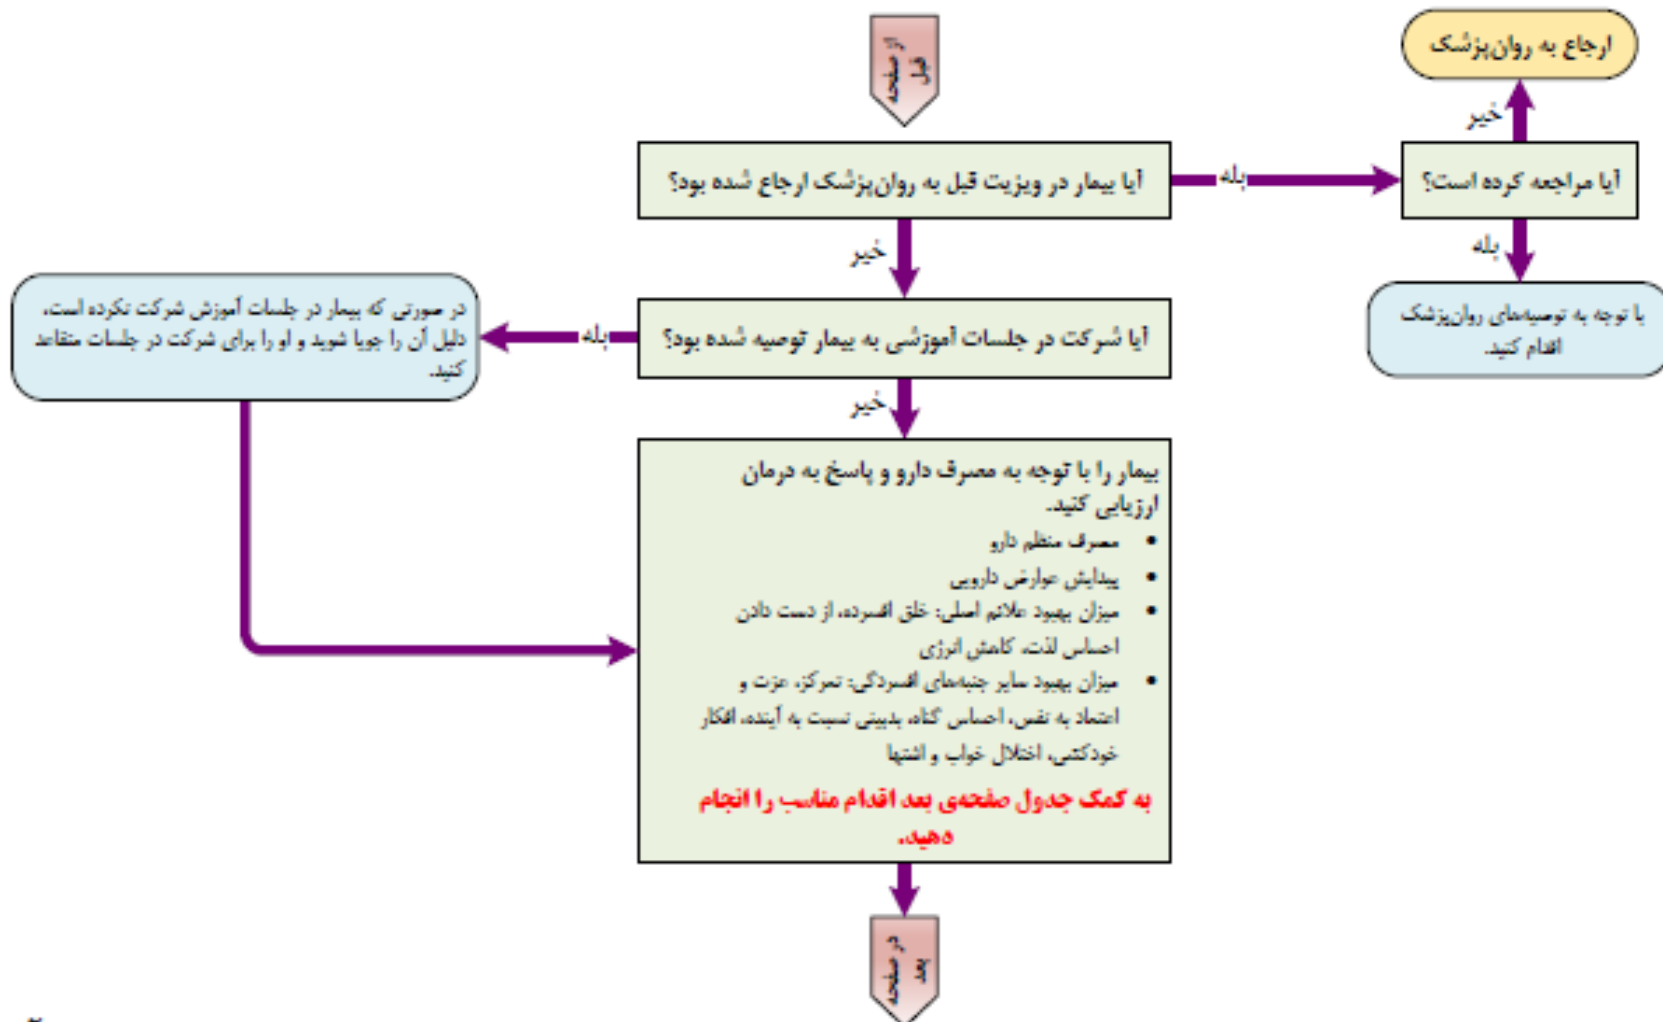 از صفحه
قبل
ارجاع به روان‌پزشک
خیر
آیا بیمار در ویزیت قبل به روان‌پزشک ارجاع شده بود؟
بله
آیا مراجعه کرده است؟
خیر
بله
با توجه به توصیه‌های روان‌پزشک
اقدام کنید.
آیا شرکت در جلسات آموزشی به بیمار توصیه شده بود؟
بله
در صورتی که بیمار در جلسات آموزش شرکت نکرده است،
دلیل آن را جویا شوید و او را برای شرکت در جلسات متقاعد
کنید.
خیر
بیمار را با توجه به مصرف دارو و پاسخ به درمان
ارزیابی کنید.
• مصرف منظم دارو
• پیدایش عوارض دارویی
• میزان بهبود علائم اصلی: خلق افسرده، از دست دادن
احساس لذت، کاهش انرژی
• میزان بهبود سایر جنبه‌های افسردگی: تمرکز، عزت و
اعتماد به نفس، احساس گناه، بدبینی نسبت به آینده، افکار
خودکشی، اختلال خواب و اشتها
به کمک جدول صفحه‌ی بعد اقدام مناسب را انجام
دهید.
در صفحه
بعد